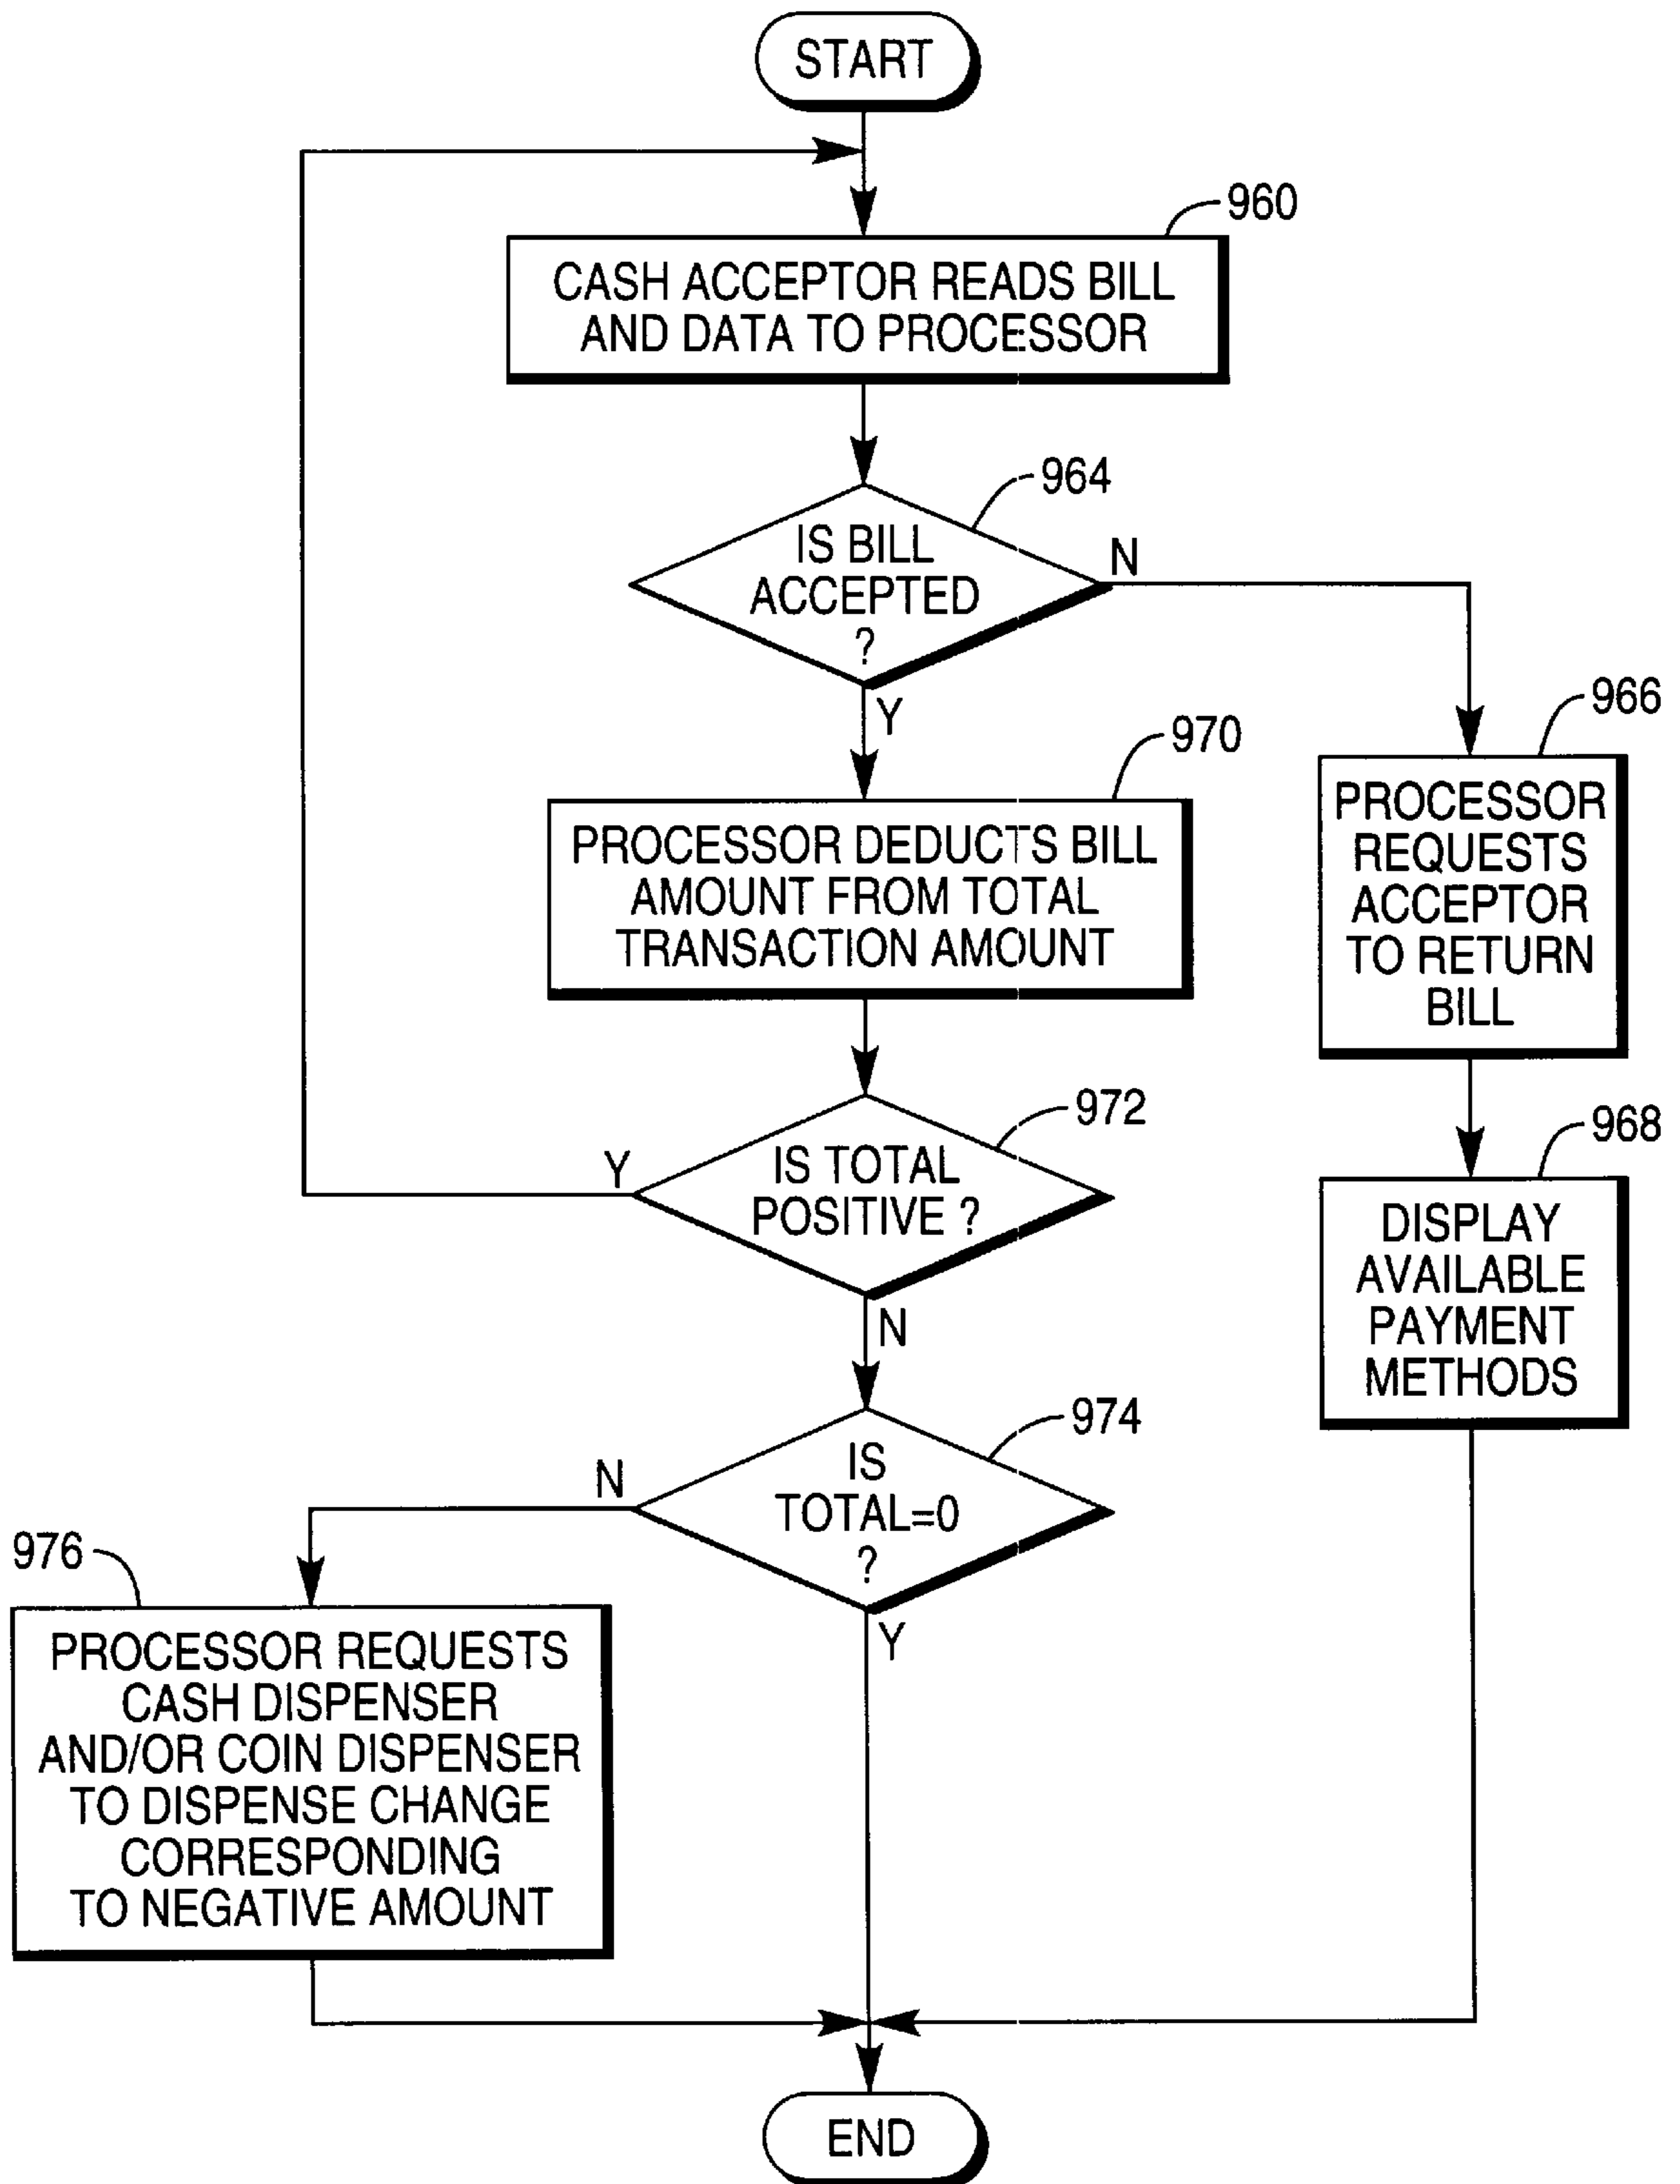 START
960
CASH ACCEPTOR READS BILL
AND DATA TO PROCESSOR
964
IS BILL
ACCEPTED
?
N
Y
966
PROCESSOR
REQUESTS
ACCEPTOR
TO RETURN
BILL
970
PROCESSOR DEDUCTS BILL
AMOUNT FROM TOTAL
TRANSACTION AMOUNT
972
IS TOTAL
POSITIVE ?
Y
N
968
DISPLAY
AVAILABLE
PAYMENT
METHODS
974
IS
TOTAL=0
?
N
Y
976
PROCESSOR REQUESTS
CASH DISPENSER
AND/OR COIN DISPENSER
TO DISPENSE CHANGE
CORRESPONDING
TO NEGATIVE AMOUNT
END